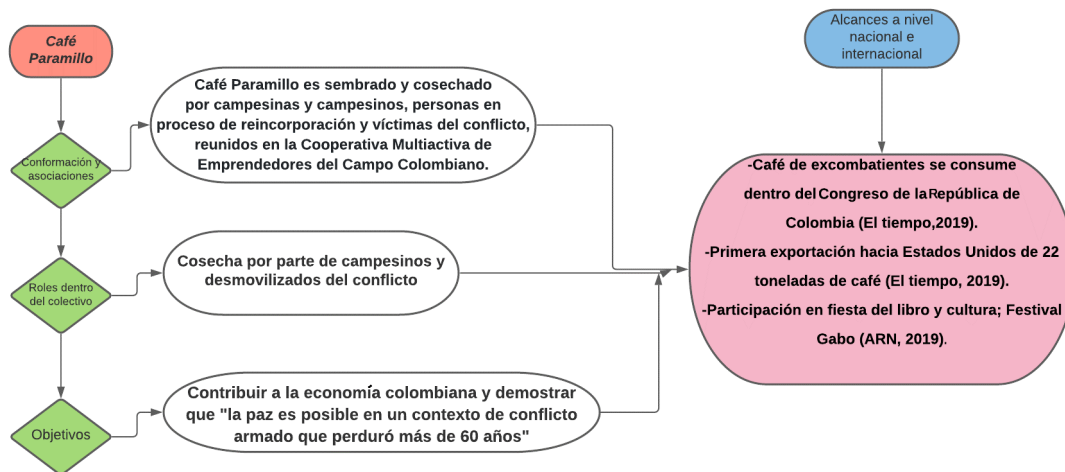 Café
Paramillo
Alcances a nivel
nacional e
internacional
Conformación y
asociaciones
Café Paramillo es sembrado y cosechado
por campesinas y campesinos, personas en
proceso de reincorporación y víctimas del conflicto,
reunidos en la Cooperativa Multiactiva de
Emprendedores del Campo Colombiano.
Roles dentro
del colectivo
Cosecha por parte de campesinos y
desmovilizados del conflicto
Objetivos
Contribuir a la economía colombiana y demostrar
que "la paz es posible en un contexto de conflicto
armado que perduró más de 60 años"
-Café de excombatientes se consume
dentro del Congreso de la República de
Colombia (El tiempo,2019).
-Primera exportación hacia Estados Unidos de 22
toneladas de café (El tiempo, 2019).
-Participación en fiesta del libro y cultura; Festival
Gabo (ARN, 2019).